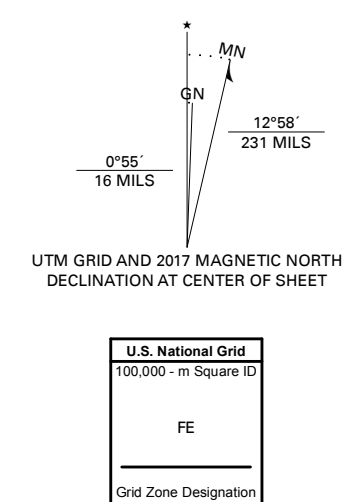 ★
MN
GN
12°58´
231 MILS
0°55´
16 MILS
UTM GRID AND 2017 MAGNETIC NORTH
DECLINATION AT CENTER OF SHEET
U.S. National Grid
100,000 - m Square ID
FE
Grid Zone Designation